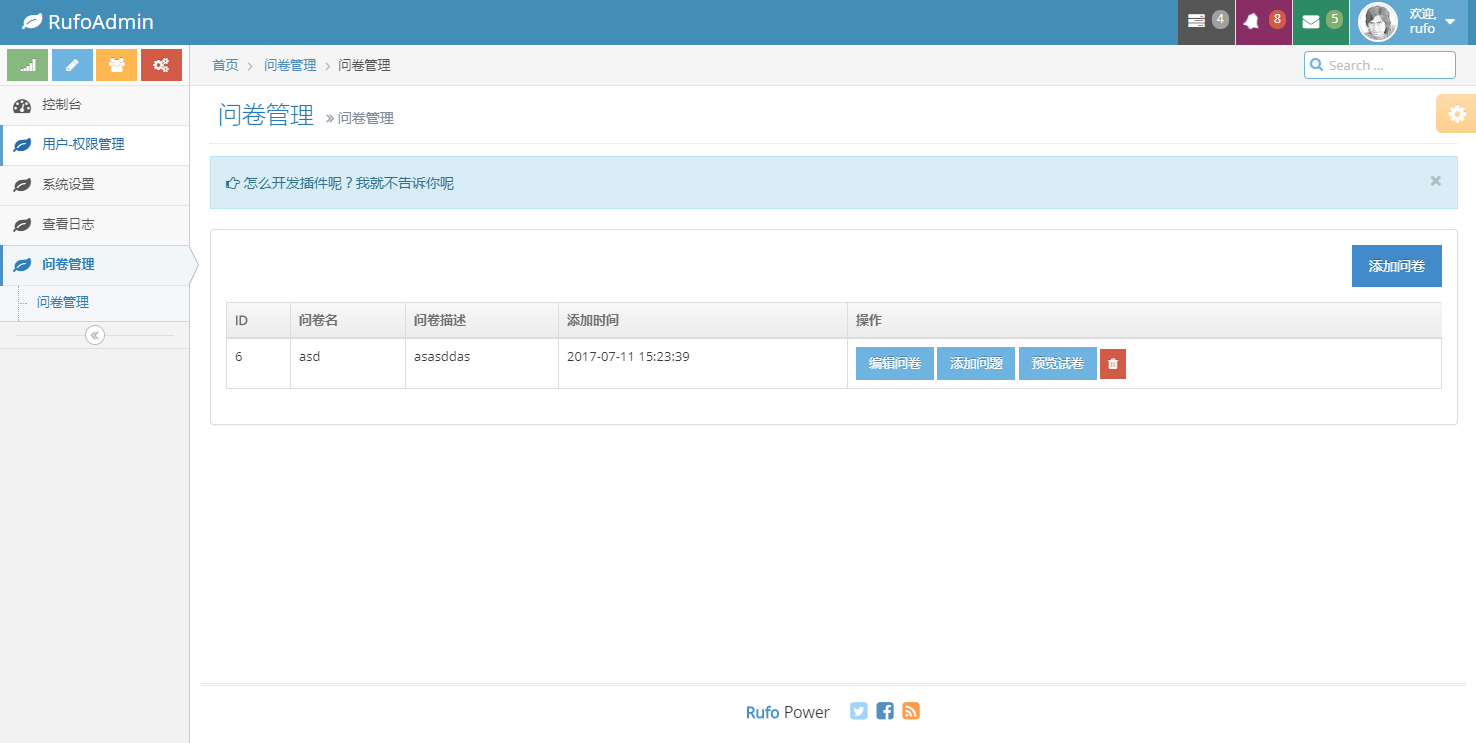 RufoAdmin
4
8
5
欢迎,
rufo
首页
问卷管理
问卷管理
Search ...
控制台
用户-权限管理
系统设置
查看日志
问卷管理
问卷管理
问卷管理 问卷管理
怎么开发插件呢？我就不告诉你呢
×
添加问卷
ID 问卷名 问卷描述 添加时间 操作
6 asd asasddas 2017-07-11 15:23:39 编辑问卷 添加问题 预览试卷
Rufo Power